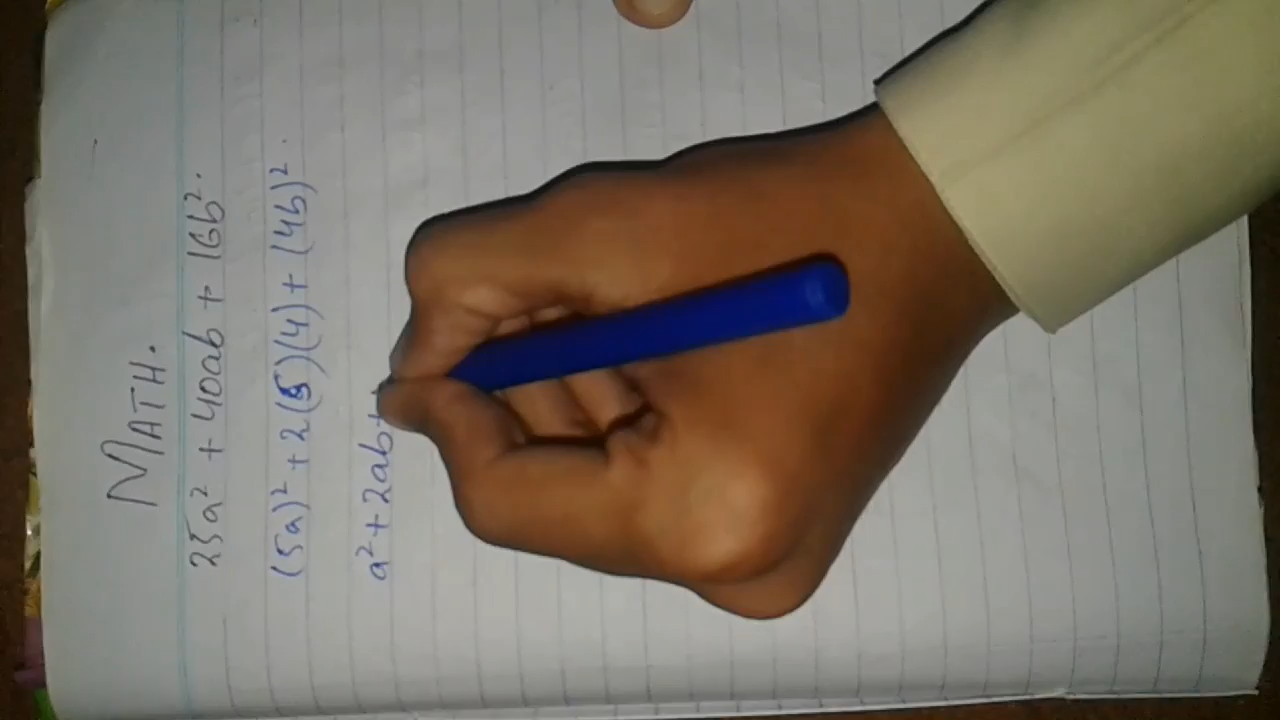 MATH.
25a² + 40ab + 16b².
(5a)² + 2(5)(4) + (4b)².
a² + 2ab +